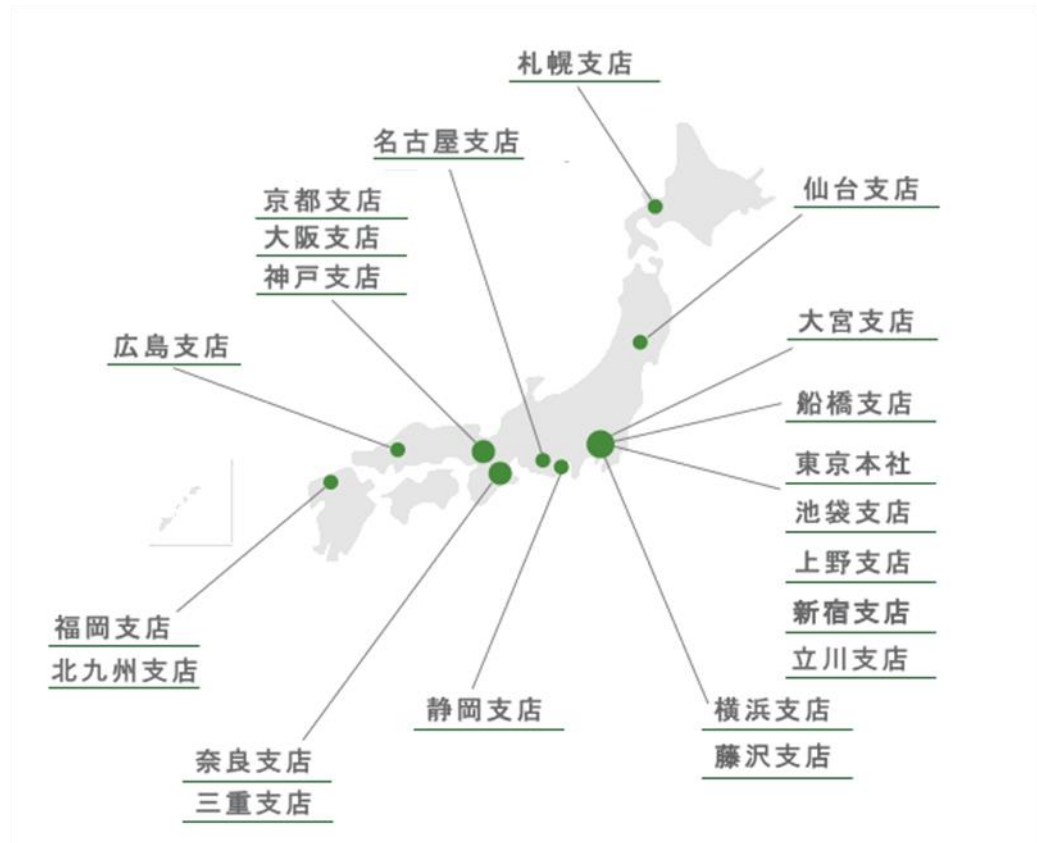 札幌支店
名古屋支店
仙台支店
京都支店
大阪支店
神戸支店
大宮支店
広島支店
船橋支店
東京本社
池袋支店
上野支店
新宿支店
立川支店
福岡支店
北九州支店
静岡支店
横浜支店
藤沢支店
奈良支店
三重支店